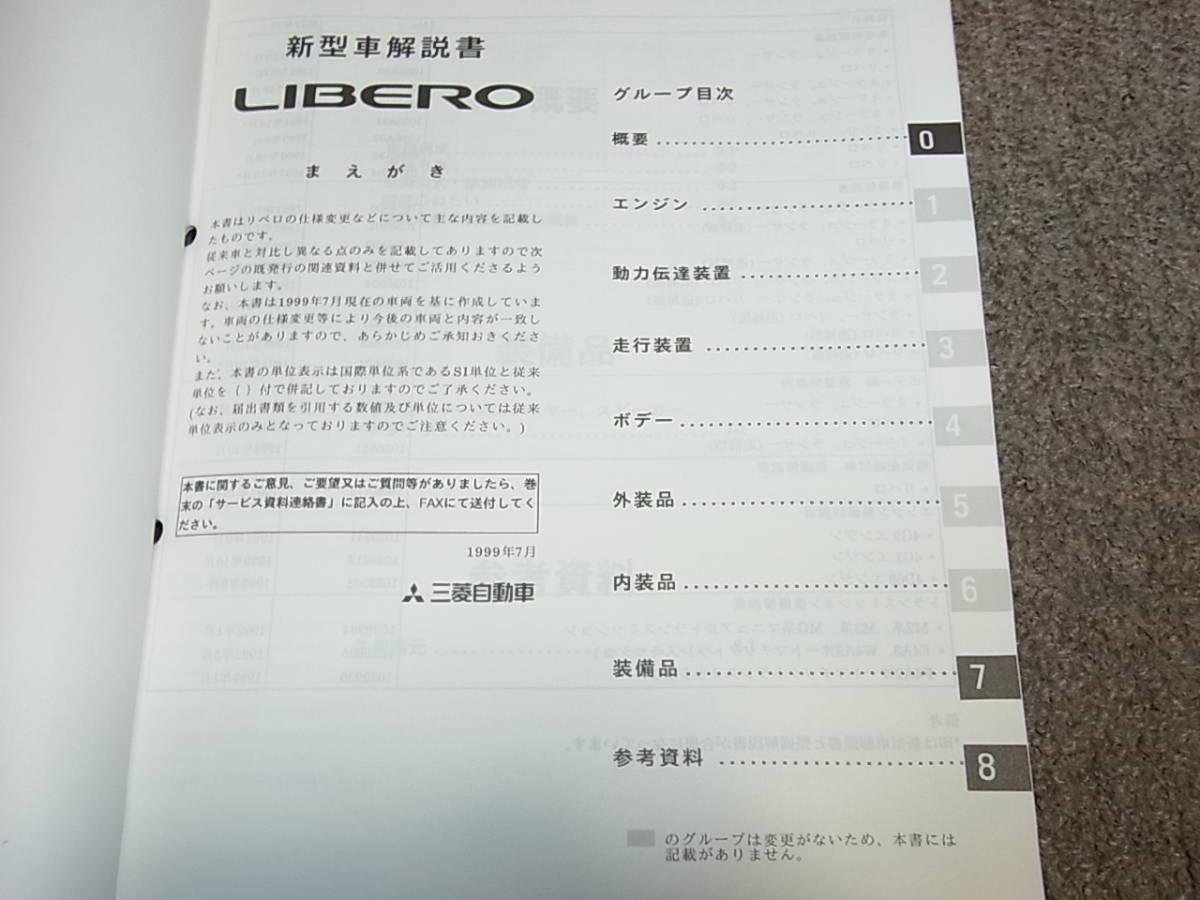 新型車解説書
LIBERO
まえがき
本書はリベロの仕様変更などについて主な内容を記載し
たものです。
従来車と対比し異なる点のみを記載してありますので次
ページの既発行の関連資料と併せてご活用くださるよう
お願いします。
なお、本書は1999年7月現在の車両を基に作成していま
す。車両の仕様変更等により今後の車両と内容が一致し
ないことがありますので、あらかじめご承知おきくださ
い。
また、本書の単位表示は国際単位系であるSI単位と従来
単位を（ ）付で併記しておりますのでご了承ください。
(なお、届出書類を引用する数値及び単位については従来
単位表示のみとなっておりますのでご注意ください。)
本書に関するご意見、ご要望又はご質問等がありましたら、巻
末の「サービス資料連絡書」に記入の上、FAXにて送付してく
ださい。
1999年7月
三菱自動車
グループ目次
概要 0
エンジン 1
動力伝達装置 2
走行装置 3
ボデー 4
外装品 5
内装品 6
装備品 7
参考資料 8
のグループは変更がないため、本書には
記載がありません。